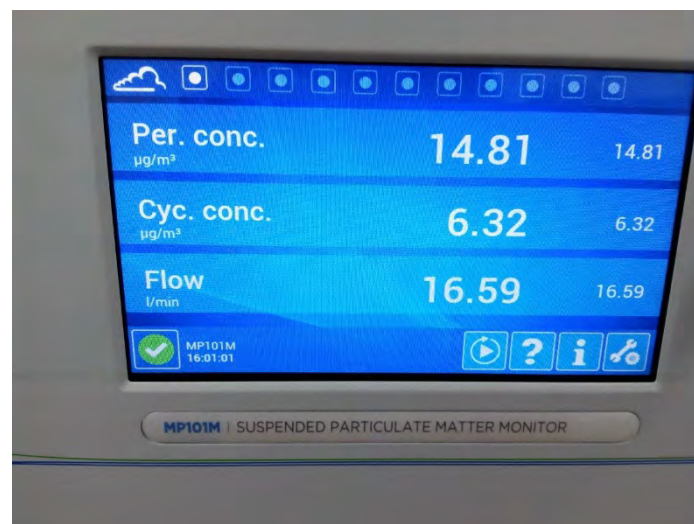 Per. conc. 14.81 14.81
µg/m³
Cyc. conc. 6.32 6.32
µg/m³
Flow 16.59 16.59
l/min
MP101M
16:01:01
? i
MP101M | SUSPENDED PARTICULATE MATTER MONITOR